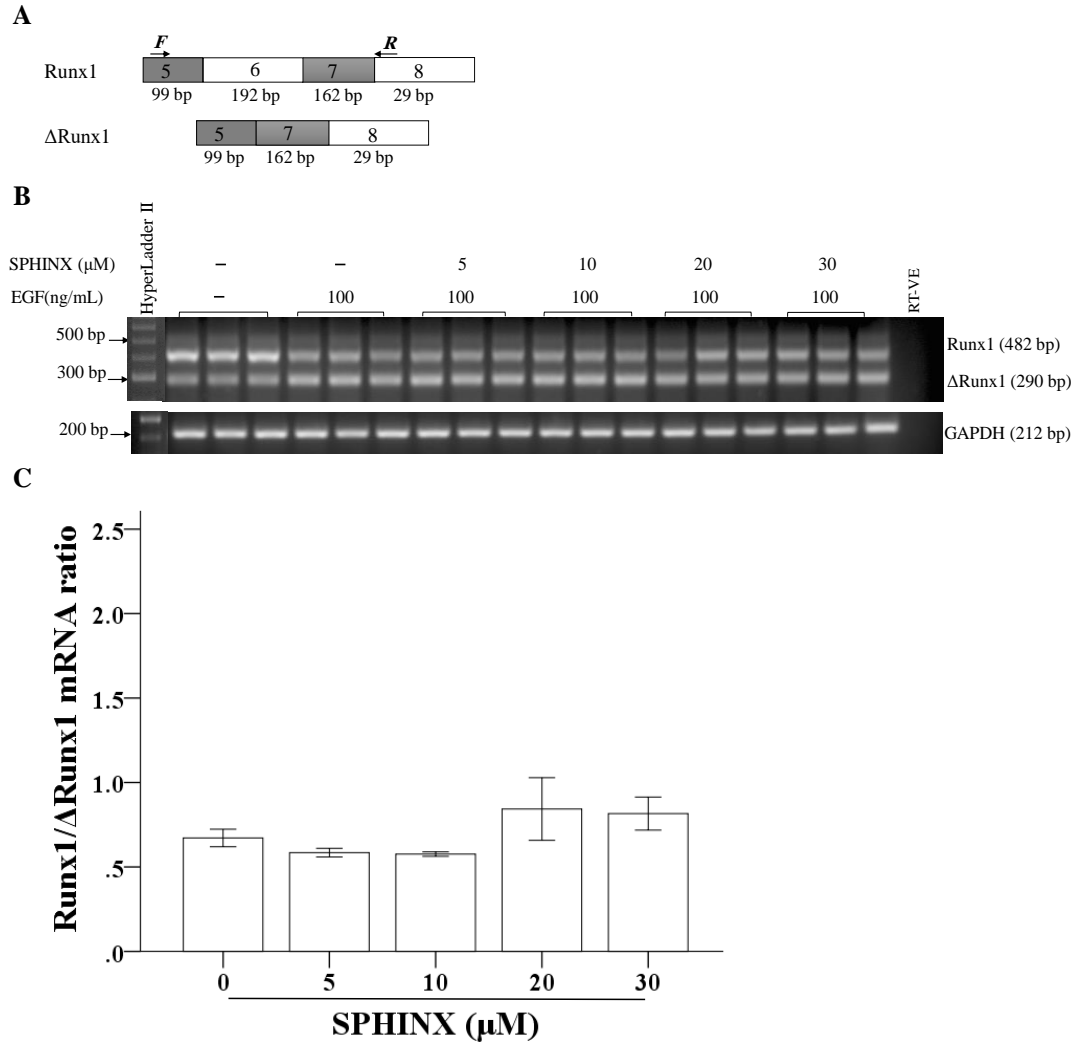 A
F R
Runx1 5 6 7 8
99 bp 192 bp 162 bp 29 bp
ΔRunx1 5 7 8
99 bp 162 bp 29 bp
B
HyperLadder II
SPHINX (μM) – – 5 10 20 30
EGF(ng/mL) – 100 100 100 100 100
RT-VE
500 bp
Runx1 (482 bp)
300 bp
ΔRunx1 (290 bp)
200 bp
GAPDH (212 bp)
C
Runx1/ΔRunx1 mRNA ratio
2.5
2.0
1.5
1.0
.5
.0
0 5 10 20 30
SPHINX (μM)